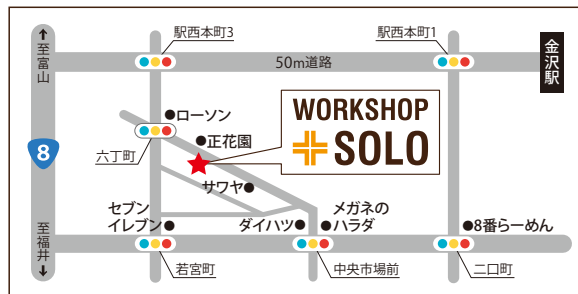 ↑至富山
駅西本町3
駅西本町1
50m道路
金沢駅
ローソン
正花園
WORKSHOP
SOLO
8
六丁町
サワヤ
セブン
イレブン
ダイハツ
メガネの
ハラダ
8番らーめん
至福井↓
若宮町
中央市場前
二口町